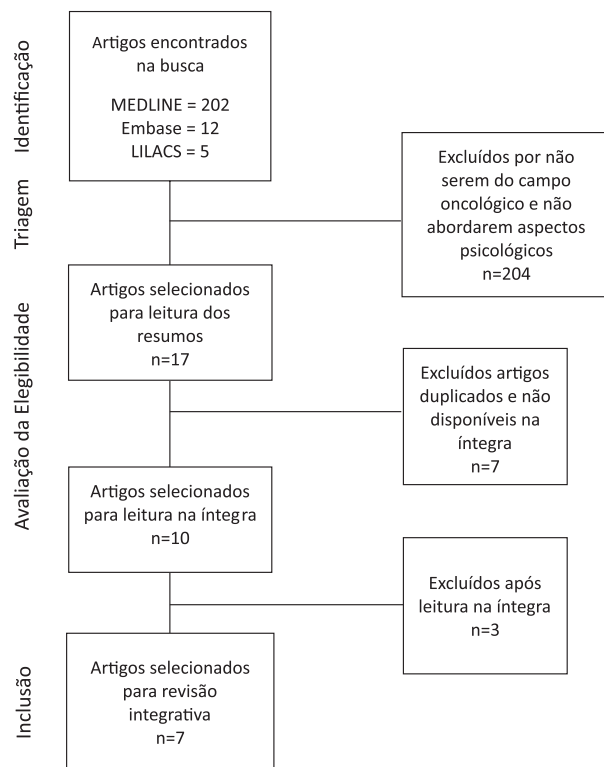 Identificação
Artigos encontrados
na busca
MEDLINE = 202
Embase = 12
LILACS = 5
Triagem
Excluídos por não
serem do campo
oncológico e não
abordarem aspectos
psicológicos
n=204
Avaliação da Elegibilidade
Artigos selecionados
para leitura dos
resumos
n=17
Excluídos artigos
duplicados e não
disponíveis na
íntegra
n=7
Artigos selecionados
para leitura na íntegra
n=10
Excluídos após
leitura na íntegra
n=3
Inclusão
Artigos selecionados
para revisão
integrativa
n=7